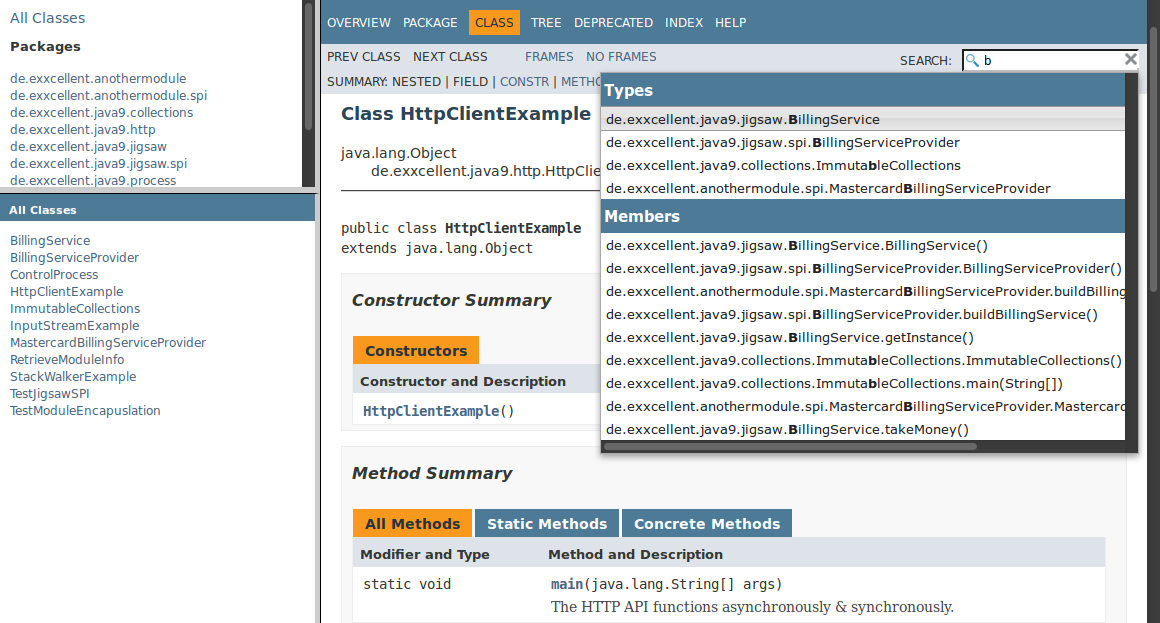 All Classes
Packages
de.exxcellent.anothermodule
de.exxcellent.anothermodule.spi
de.exxcellent.java9.collections
de.exxcellent.java9.http
de.exxcellent.java9.jigsaw
de.exxcellent.java9.jigsaw.spi
de.exxcellent.java9.process
All Classes
BillingService
BillingServiceProvider
ControlProcess
HttpClientExample
ImmutableCollections
InputStreamExample
MastercardBillingServiceProvider
RetrieveModuleInfo
StackWalkerExample
TestJigsawSPI
TestModuleEncapuslation
OVERVIEW PACKAGE CLASS TREE DEPRECATED INDEX HELP
PREV CLASS NEXT CLASS FRAMES NO FRAMES
SEARCH: b
SUMMARY: NESTED | FIELD | CONSTR | METHO
Class HttpClientExample
java.lang.Object
de.exxcellent.java9.http.HttpClie
public class HttpClientExample
extends java.lang.Object
Constructor Summary
Constructors
Constructor and Description
HttpClientExample()
Types
de.exxcellent.java9.jigsaw.BillingService
de.exxcellent.java9.jigsaw.spi.BillingServiceProvider
de.exxcellent.java9.collections.ImmutableCollections
de.exxcellent.anothermodule.spi.MastercardBillingServiceProvider
Members
de.exxcellent.java9.jigsaw.BillingService.BillingService()
de.exxcellent.java9.jigsaw.spi.BillingServiceProvider.BillingServiceProvider()
de.exxcellent.anothermodule.spi.MastercardBillingServiceProvider.buildBilling
de.exxcellent.java9.jigsaw.spi.BillingServiceProvider.buildBillingService()
de.exxcellent.java9.jigsaw.BillingService.getInstance()
de.exxcellent.java9.collections.ImmutableCollections.ImmutableCollections()
de.exxcellent.java9.collections.ImmutableCollections.main(String[])
de.exxcellent.anothermodule.spi.MastercardBillingServiceProvider.Mastercard
de.exxcellent.java9.jigsaw.BillingService.takeMoney()
Method Summary
All Methods Static Methods Concrete Methods
Modifier and Type Method and Description
static void main(java.lang.String[] args)
The HTTP API functions asynchronously & synchronously.